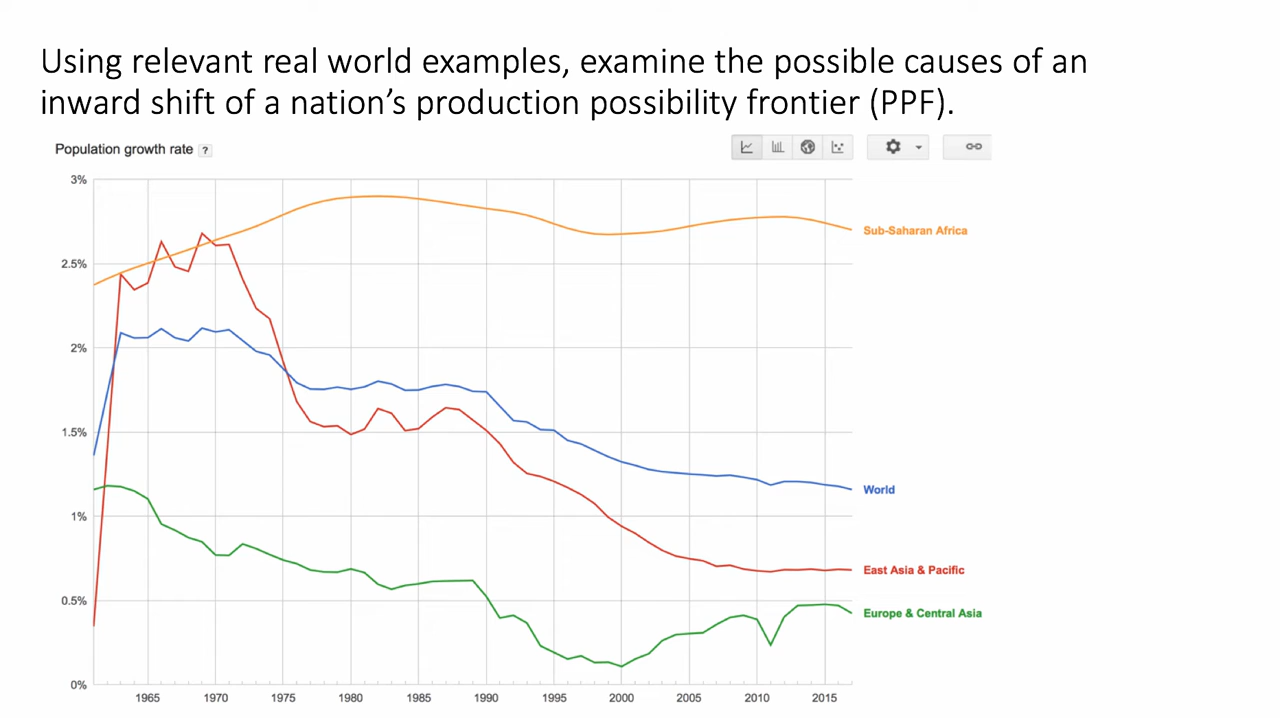 Using relevant real world examples, examine the possible causes of an
inward shift of a nation’s production possibility frontier (PPF).
Population growth rate ?
3%
Sub-Saharan Africa
2.5%
2%
1.5%
World
1%
East Asia & Pacific
0.5%
Europe & Central Asia
0%
1965 1970 1975 1980 1985 1990 1995 2000 2005 2010 2015